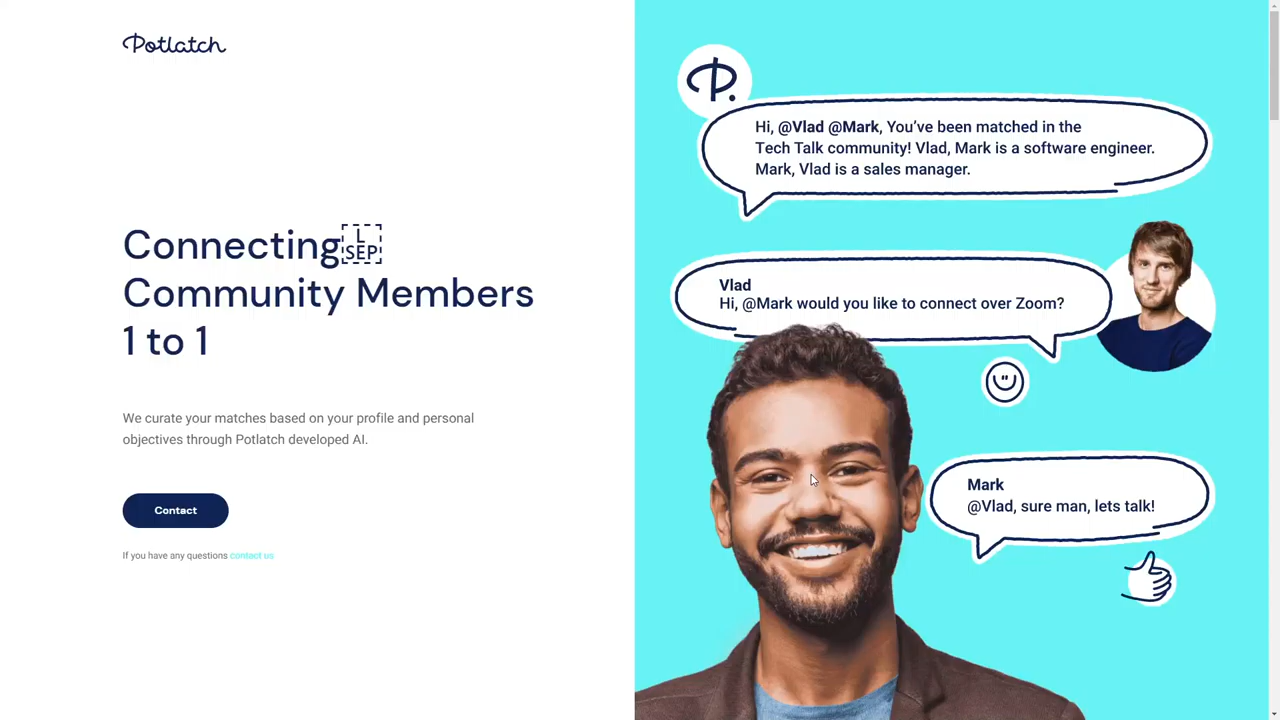 Potlatch
Connecting
Community Members
1 to 1
We curate your matches based on your profile and personal
objectives through Potlatch developed AI.
Contact
If you have any questions contact us
P.
Hi, @Vlad @Mark, You’ve been matched in the
Tech Talk community! Vlad, Mark is a software engineer.
Mark, Vlad is a sales manager.
Vlad
Hi, @Mark would you like to connect over Zoom?
Mark
@Vlad, sure man, lets talk!